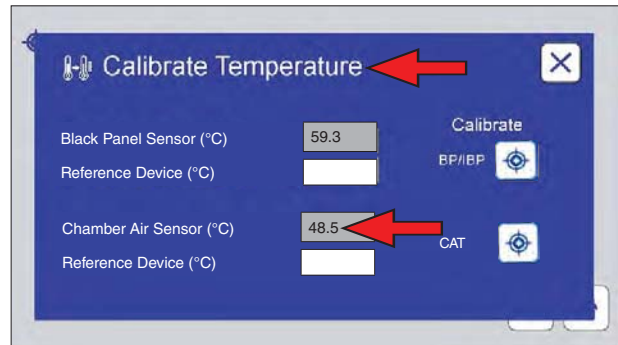 Calibrate Temperature
Calibrate
Black Panel Sensor (°C) 59.3
BP/IBP
Reference Device (°C)
Chamber Air Sensor (°C) 48.5
CAT
Reference Device (°C)